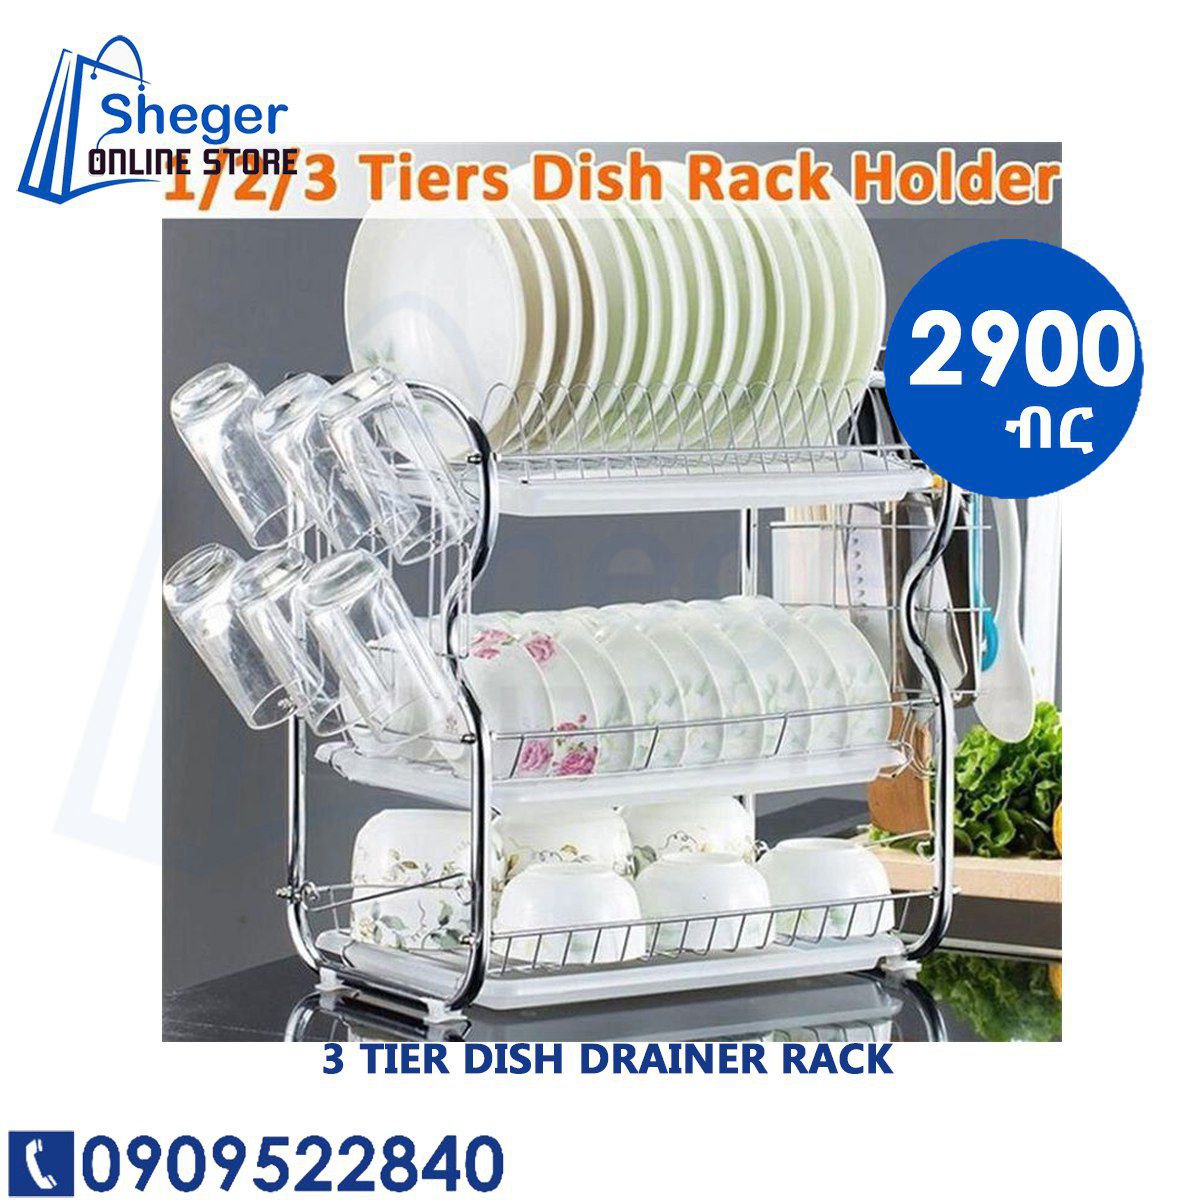 Sheger
ONLINE STORE
1/2/3 Tiers Dish Rack Holder
2900
ብር
3 TIER DISH DRAINER RACK
0909522840